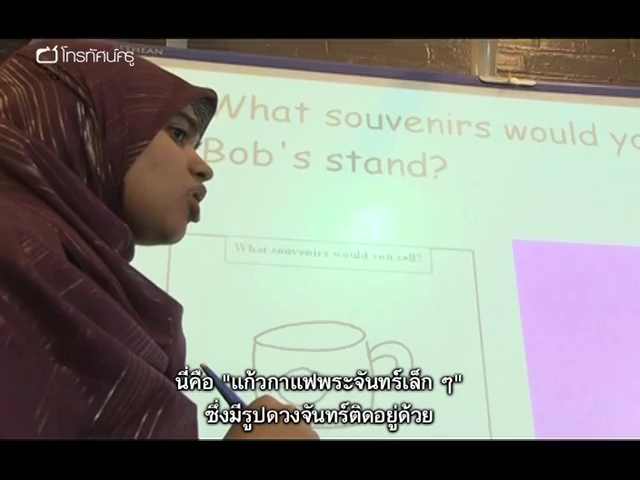 โทรทัศน์ครู
What souvenirs would yo
Bob's stand?
What souvenirs would you sell?
นี่คือ "แก้วกาแฟพระจันทร์เล็ก ๆ"
ซึ่งมีรูปดวงจันทร์ติดอยู่ด้วย